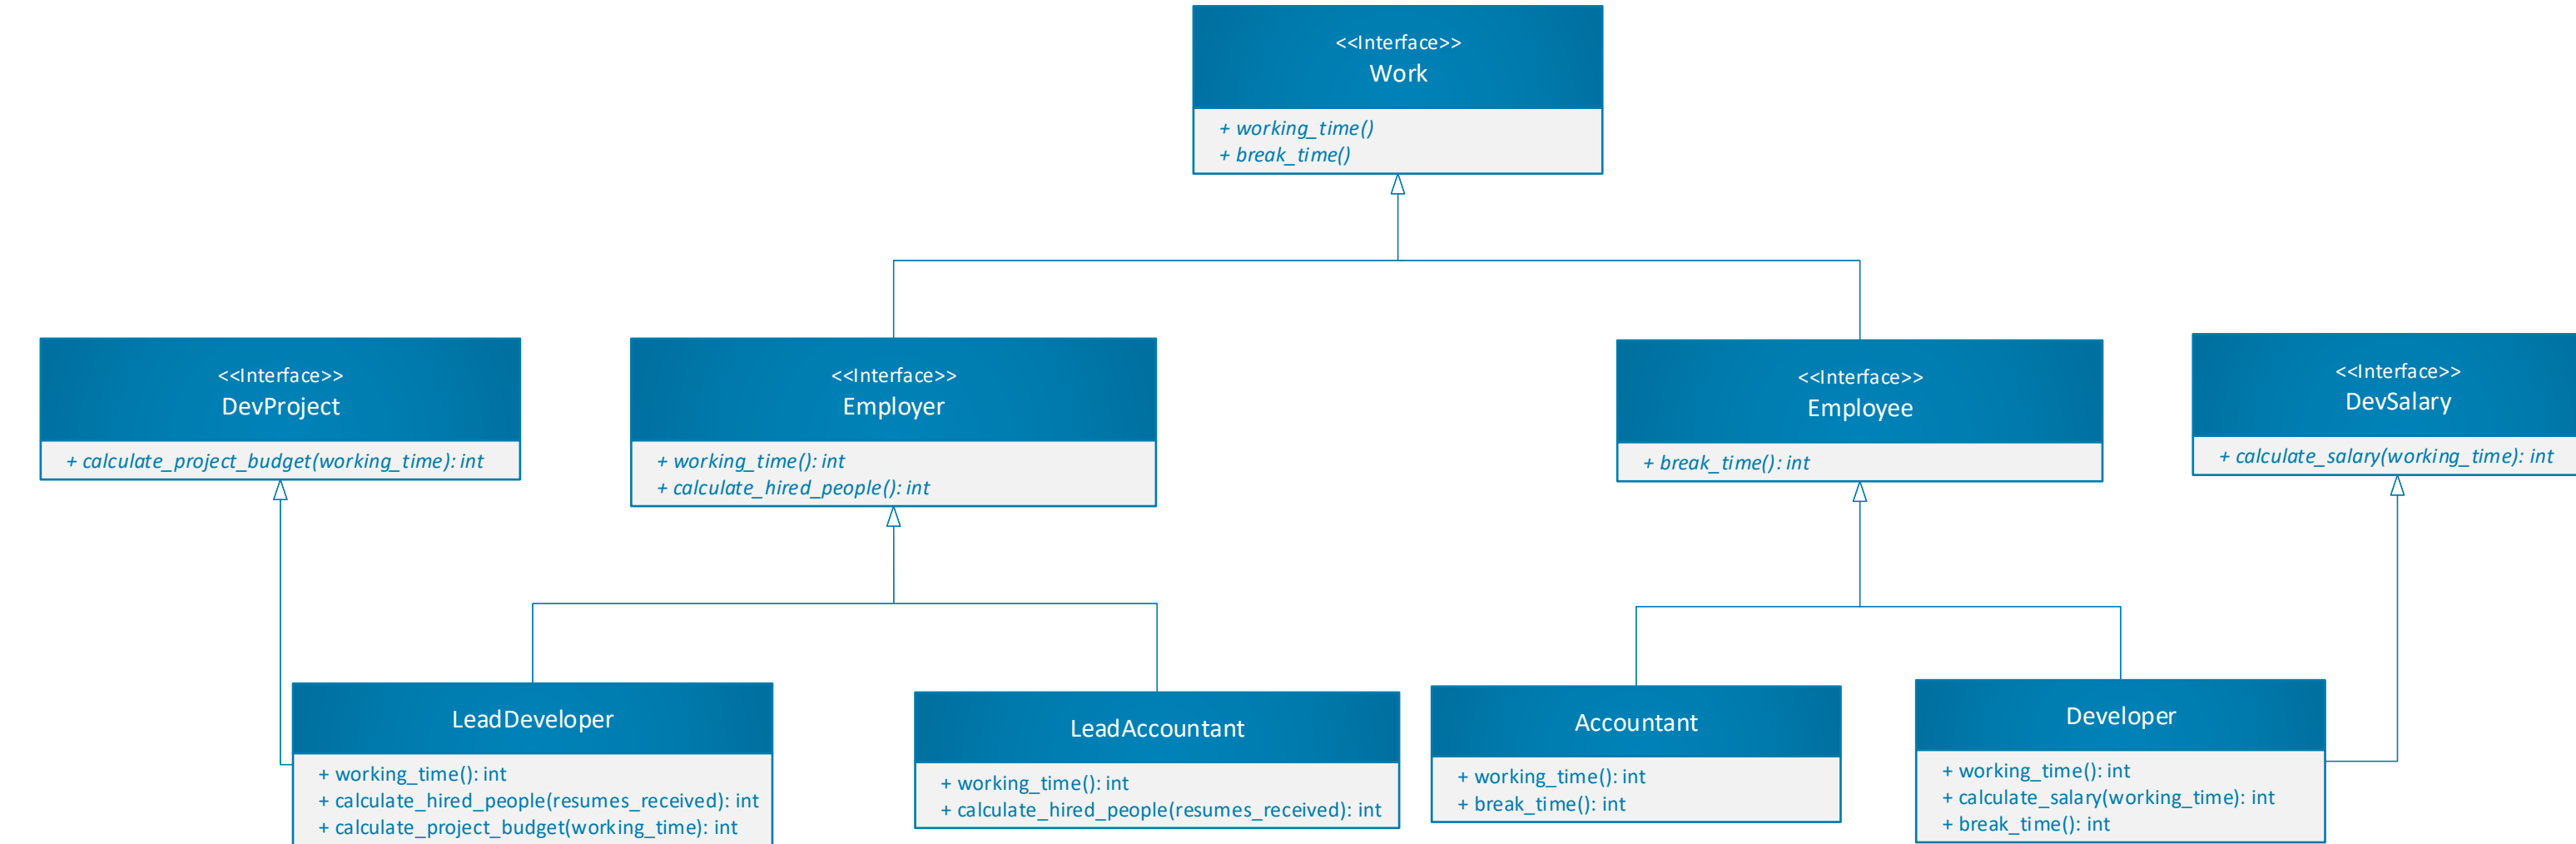 <<Interface>>
Work
+ working_time()
+ break_time()
<<Interface>>
DevProject
+ calculate_project_budget(working_time): int
<<Interface>>
Employer
+ working_time(): int
+ calculate_hired_people(): int
<<Interface>>
Employee
+ break_time(): int
<<Interface>>
DevSalary
+ calculate_salary(working_time): int
LeadDeveloper
+ working_time(): int
+ calculate_hired_people(resumes_received): int
+ calculate_project_budget(working_time): int
LeadAccountant
+ working_time(): int
+ calculate_hired_people(resumes_received): int
Accountant
+ working_time(): int
+ break_time(): int
Developer
+ working_time(): int
+ calculate_salary(working_time): int
+ break_time(): int